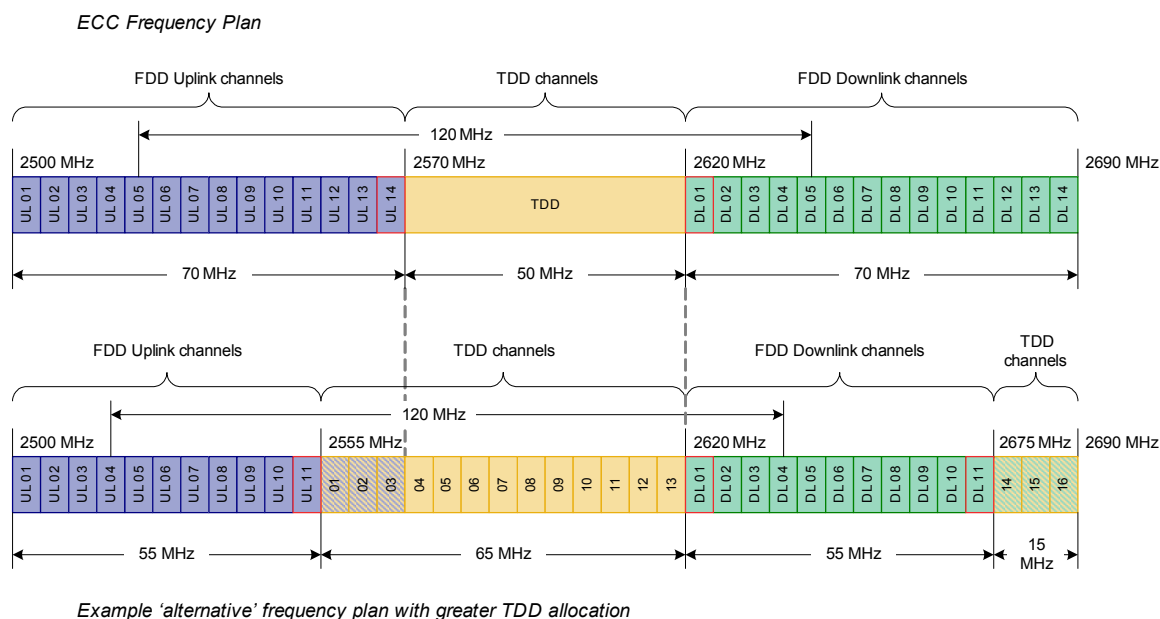 ECC Frequency Plan
FDD Uplink channels
TDD channels
FDD Downlink channels
120 MHz
2500 MHz
2570 MHz
2620 MHz
2690 MHz
UL 01
UL 02
UL 03
UL 04
UL 05
UL 06
UL 07
UL 08
UL 09
UL 10
UL 11
UL 12
UL 13
UL 14
TDD
DL 01
DL 02
DL 03
DL 04
DL 05
DL 06
DL 07
DL 08
DL 09
DL 10
DL 11
DL 12
DL 13
DL 14
70 MHz
50 MHz
70 MHz
FDD Uplink channels
TDD channels
FDD Downlink channels
TDD
channels
120 MHz
2500 MHz
2555 MHz
2620 MHz
2675 MHz
2690 MHz
UL 01
UL 02
UL 03
UL 04
UL 05
UL 06
UL 07
UL 08
UL 09
UL 10
UL 11
01
02
03
04
05
06
07
08
09
10
11
12
13
DL 01
DL 02
DL 03
DL 04
DL 05
DL 06
DL 07
DL 08
DL 09
DL 10
DL 11
14
15
16
55 MHz
65 MHz
55 MHz
15
MHz
Example ‘alternative’ frequency plan with greater TDD allocation